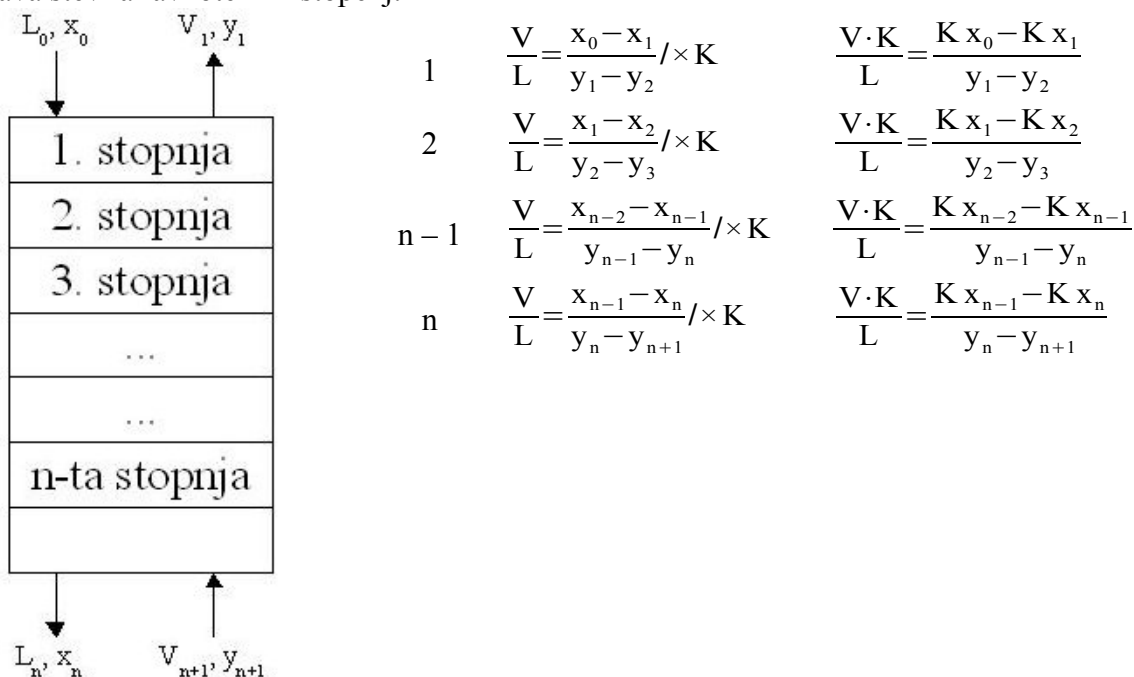 L₀, x₀ V₁, y₁
1. stopnja
2. stopnja
3. stopnja
...
...
n-ta stopnja
Lₙ, xₙ Vₙ₊₁, yₙ₊₁
1 V/L = (x₀ − x₁)/(y₁ − y₂) / × K V·K/L = (K x₀ − K x₁)/(y₁ − y₂)
2 V/L = (x₁ − x₂)/(y₂ − y₃) / × K V·K/L = (K x₁ − K x₂)/(y₂ − y₃)
n – 1 V/L = (xₙ₋₂ − xₙ₋₁)/(yₙ₋₁ − yₙ) / × K V·K/L = (K xₙ₋₂ − K xₙ₋₁)/(yₙ₋₁ − yₙ)
n V/L = (xₙ₋₁ − xₙ)/(yₙ − yₙ₊₁) / × K V·K/L = (K xₙ₋₁ − K xₙ)/(yₙ − yₙ₊₁)